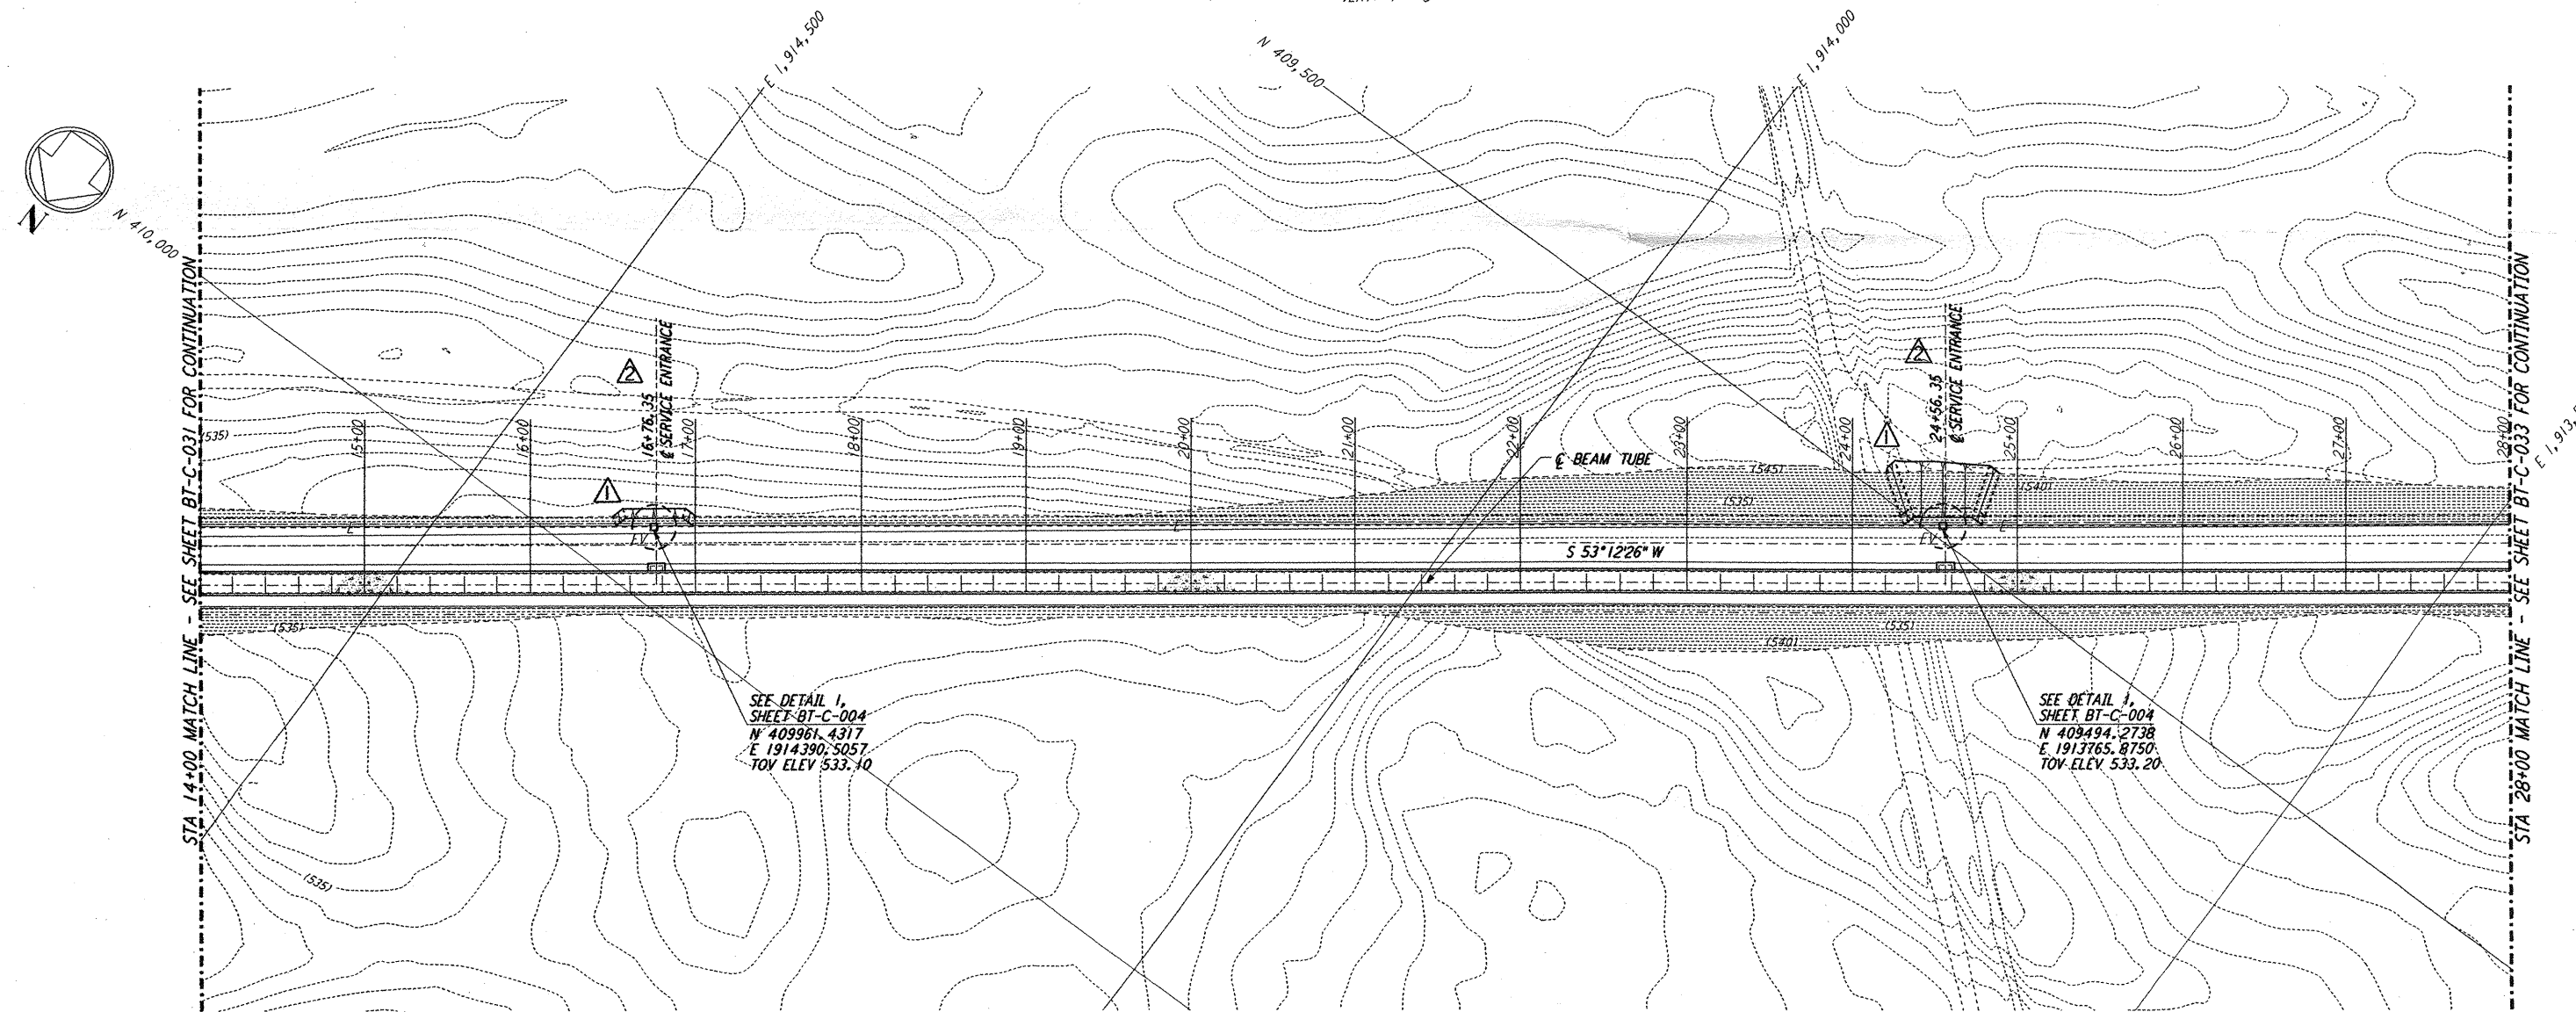 E 1,914,500
N 409,500
E 1,914,000
N
N 410,000
STA 14+00 MATCH LINE - SEE SHEET BT-C-031 FOR CONTINUATION
(535)
15+00
16+00
16+76.35
℄ SERVICE ENTRANCE
2
1
17+00
18+00
19+00
20+00
21+00
22+00
℄ BEAM TUBE
23+00
(545)
(535)
24+00
2
1
24+56.35
℄ SERVICE ENTRANCE
25+00
(540)
26+00
27+00
28+00
E
EV
E
S 53°12'26" W
EV
E
(535)
(540)
(535)
SEE DETAIL 1,
SHEET BT-C-004
N 409961.4317
E 1914390.5057
TOV ELEV 533.10
SEE DETAIL 1,
SHEET BT-C-004
N 409494.2738
E 1913765.8750
TOV ELEV 533.20
(535)
STA 28+00 MATCH LINE - SEE SHEET BT-C-033 FOR CONTINUATION